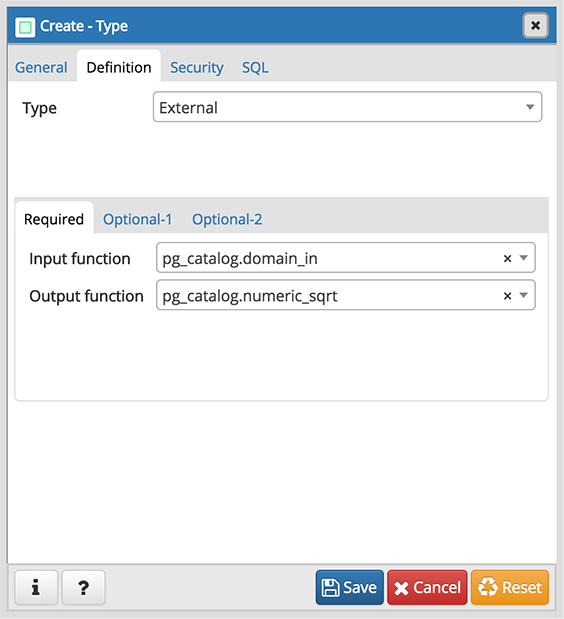 Create - Type
General Definition Security SQL
Type External
Required Optional-1 Optional-2
Input function pg_catalog.domain_in ×
Output function pg_catalog.numeric_sqrt ×
i ? Save Cancel Reset